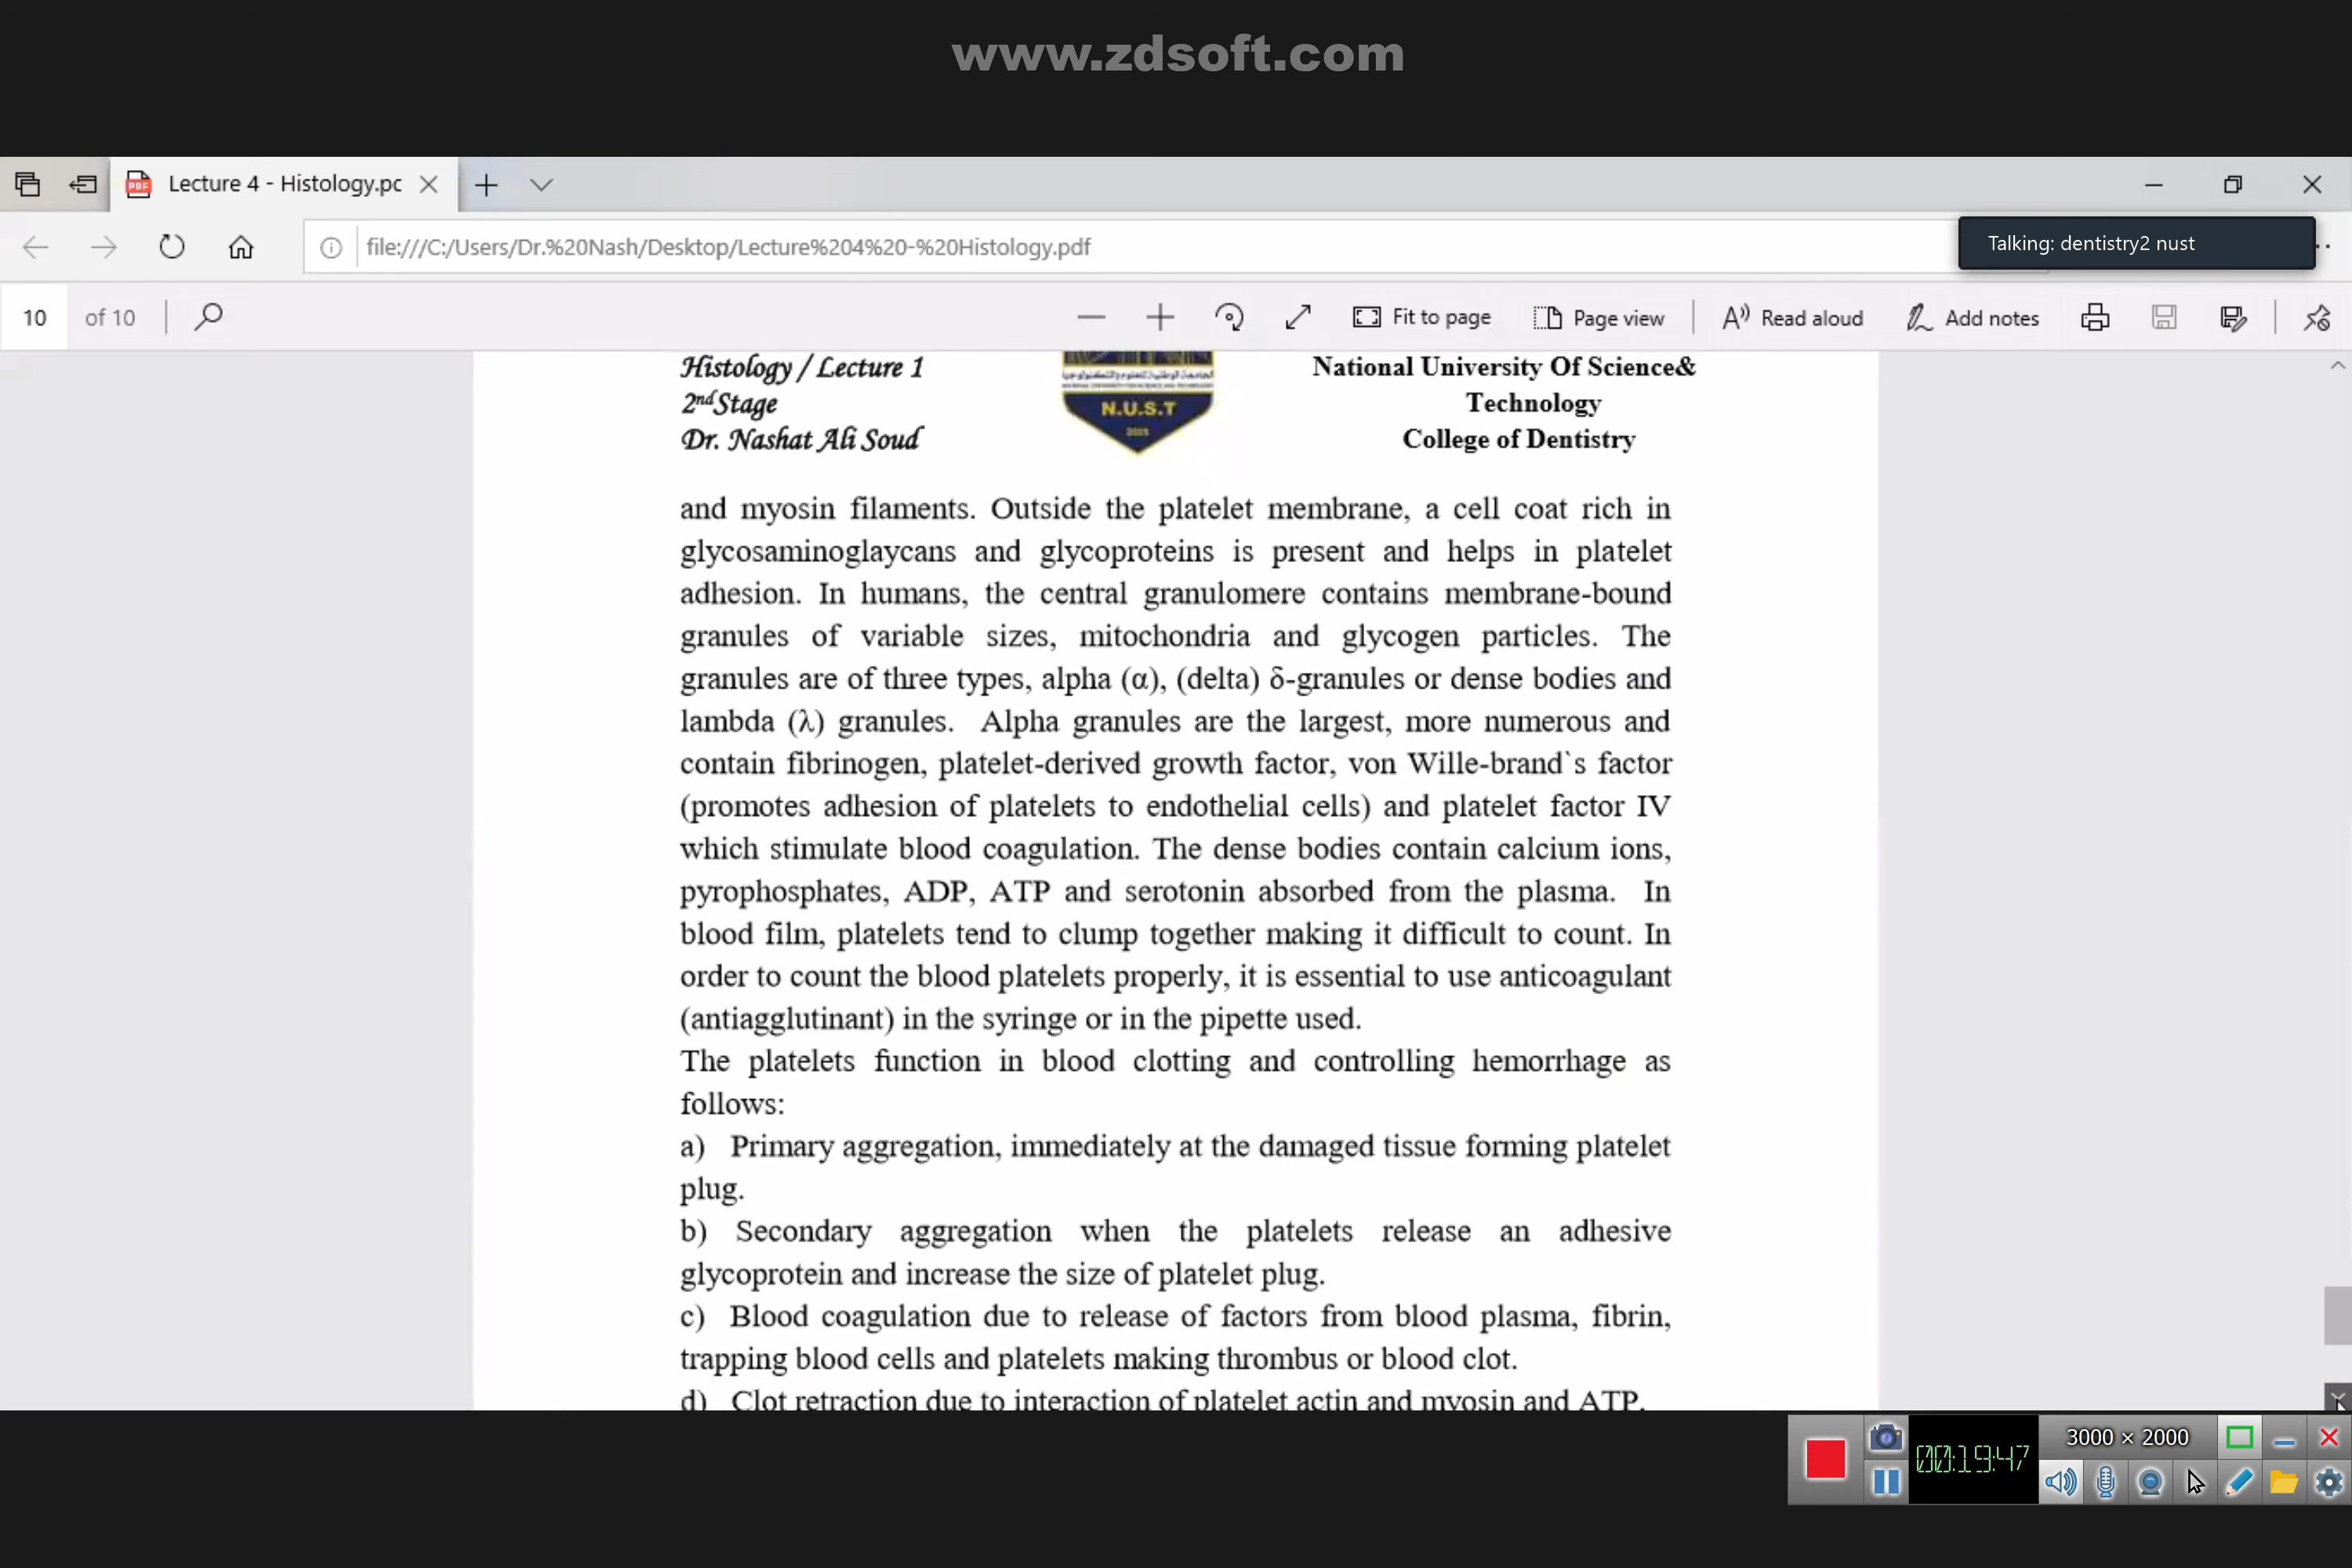 www.zdsoft.com
Lecture 4 - Histology.pc
file:///C:/Users/Dr.%20Nash/Desktop/Lecture%204%20-%20Histology.pdf
Talking: dentistry2 nust
10 of 10
Fit to page
Page view
Read aloud
Add notes
Histology / Lecture 1
2nd Stage
Dr. Nashat Ali Soud
N.U.S.T
National University Of Science&
Technology
College of Dentistry
and myosin filaments. Outside the platelet membrane, a cell coat rich in
glycosaminoglaycans and glycoproteins is present and helps in platelet
adhesion. In humans, the central granulomere contains membrane-bound
granules of variable sizes, mitochondria and glycogen particles. The
granules are of three types, alpha (α), (delta) δ-granules or dense bodies and
lambda (λ) granules. Alpha granules are the largest, more numerous and
contain fibrinogen, platelet-derived growth factor, von Wille-brand`s factor
(promotes adhesion of platelets to endothelial cells) and platelet factor IV
which stimulate blood coagulation. The dense bodies contain calcium ions,
pyrophosphates, ADP, ATP and serotonin absorbed from the plasma. In
blood film, platelets tend to clump together making it difficult to count. In
order to count the blood platelets properly, it is essential to use anticoagulant
(antiagglutinant) in the syringe or in the pipette used.
The platelets function in blood clotting and controlling hemorrhage as
follows:
a) Primary aggregation, immediately at the damaged tissue forming platelet
plug.
b) Secondary aggregation when the platelets release an adhesive
glycoprotein and increase the size of platelet plug.
c) Blood coagulation due to release of factors from blood plasma, fibrin,
trapping blood cells and platelets making thrombus or blood clot.
d) Clot retraction due to interaction of platelet actin and myosin and ATP.
00:19:47
3000 × 2000